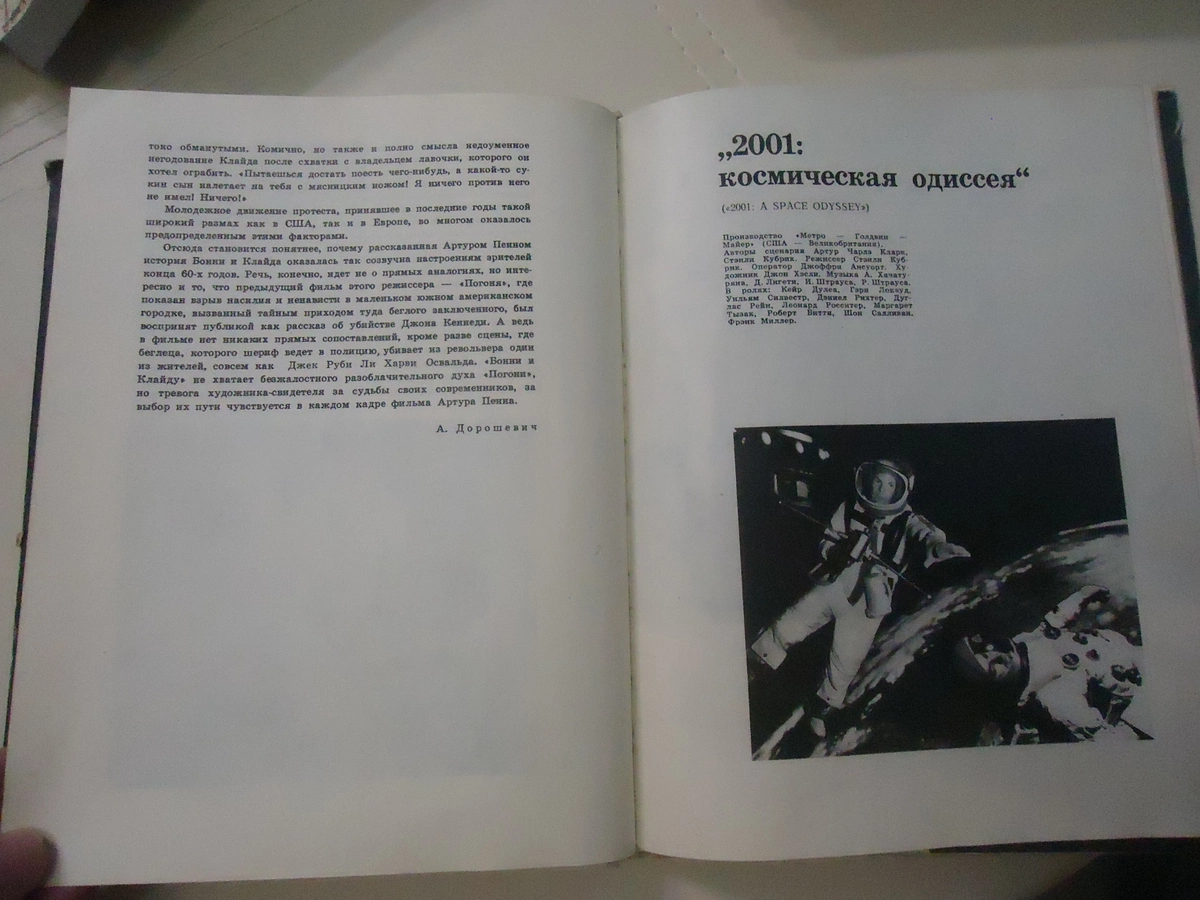 токо обманутыми. Комично, но также и полно смысла недоуменное
негодование Клайда после схватки с владельцем лавочки, которого он
хотел ограбить. «Пытаешься достать поесть чего-нибудь, а какой-то су-
кин сын налетает на тебя с мясницким ножом! Я ничего против него
не имел! Ничего!»
Молодежное движение протеста, принявшее в последние годы такой
широкий размах как в США, так и в Европе, во многом оказалось
предопределенным этими факторами.
Отсюда становится понятнее, почему рассказанная Артуром Пенном
история Бонни и Клайда оказалась так созвучна настроениям зрителей
конца 60-х годов. Речь, конечно, идет не о прямых аналогиях, но инте-
ресно и то, что предыдущий фильм этого режиссера — «Погоня», где
показан взрыв насилия и ненависти в маленьком южном американском
городке, вызванный тайным приходом туда беглого заключенного, был
воспринят публикой как рассказ об убийстве Джона Кеннеди. А ведь
в фильме нет никаких прямых сопоставлений, кроме разве сцены, где
беглеца, которого шериф ведет в полицию, убивает из револьвера один
из жителей, совсем как Джек Руби Ли Харви Освальда. «Бонни и
Клайду» не хватает безжалостного разоблачительного духа «Погони»,
но тревога художника-свидетеля за судьбы своих современников, за
выбор их пути чувствуется в каждом кадре фильма Артура Пенна.
А. Дорошевич
„2001:
космическая одиссея“
(«2001: A SPACE ODYSSEY»)
Производство «Метро — Голдвин —
Майер» (США — Великобритания).
Авторы сценария Артур Чарлз Кларк,
Стэнли Кубрик. Режиссер Стэнли Куб-
рик. Оператор Джоффри Ансуорт. Ху-
дожник Джон Хэсли. Музыка А. Хачату-
ряна, Д. Лигети, И. Штрауса, Р. Штрауса.
В ролях: Кейр Дулеа, Гэри Локвуд,
Уильям Силвестр, Дэниел Рихтер, Дуг-
лас Рейн, Леонард Росситер, Маргарет
Тызак, Роберт Битти, Шон Салливан,
Фрэнк Миллер.